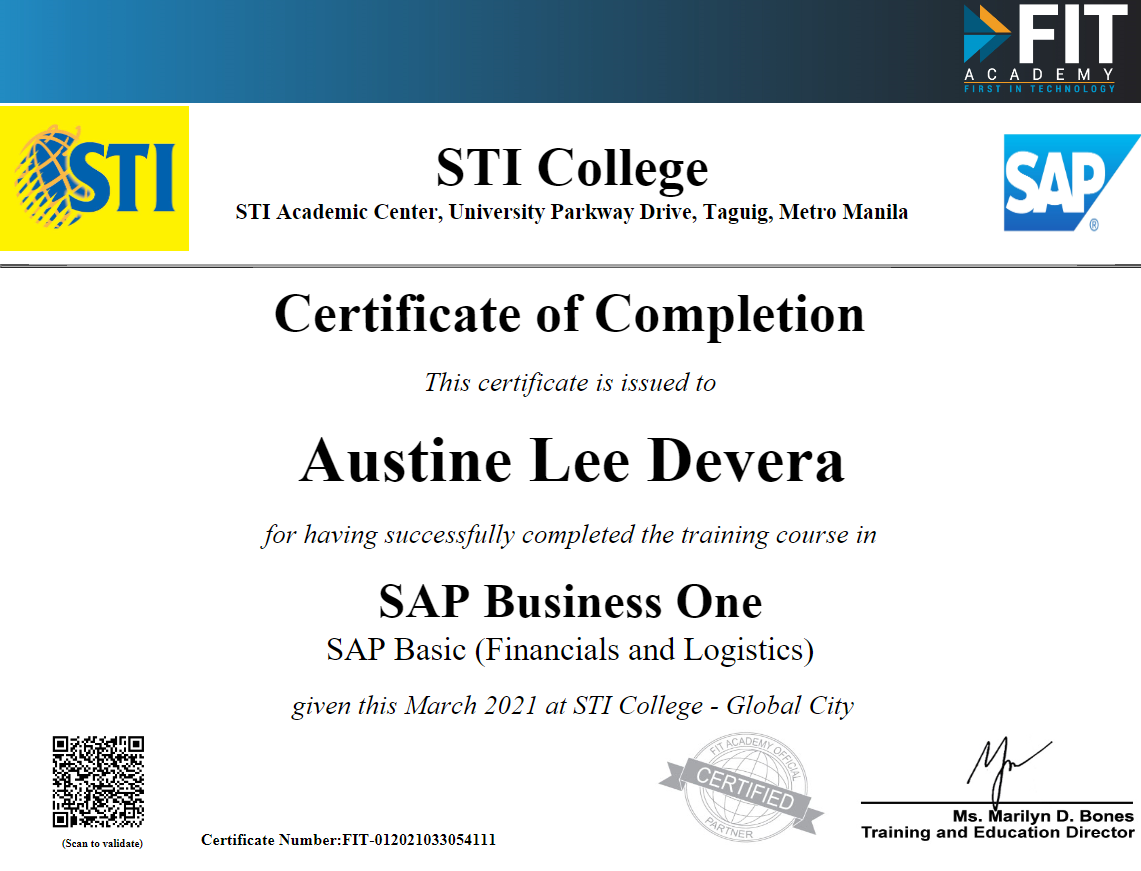 FIT
ACADEMY
FIRST IN TECHNOLOGY
STI
STI College
SAP
®
STI Academic Center, University Parkway Drive, Taguig, Metro Manila
Certificate of Completion
This certificate is issued to
Austine Lee Devera
for having successfully completed the training course in
SAP Business One
SAP Basic (Financials and Logistics)
given this March 2021 at STI College - Global City
FIT ACADEMY OFFICIAL
CERTIFIED
PARTNER
Ms. Marilyn D. Bones
Training and Education Director
(Scan to validate)
Certificate Number:FIT-012021033054111